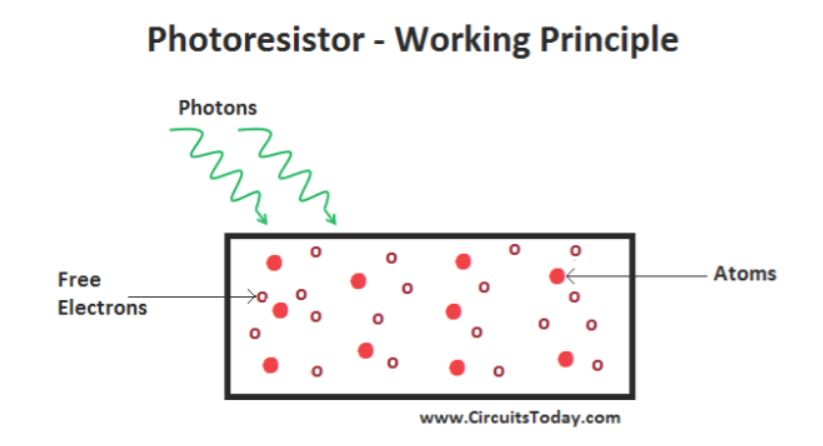 Photoresistor - Working Principle
Photons
Free
Electrons
Atoms
www.CircuitsToday.com